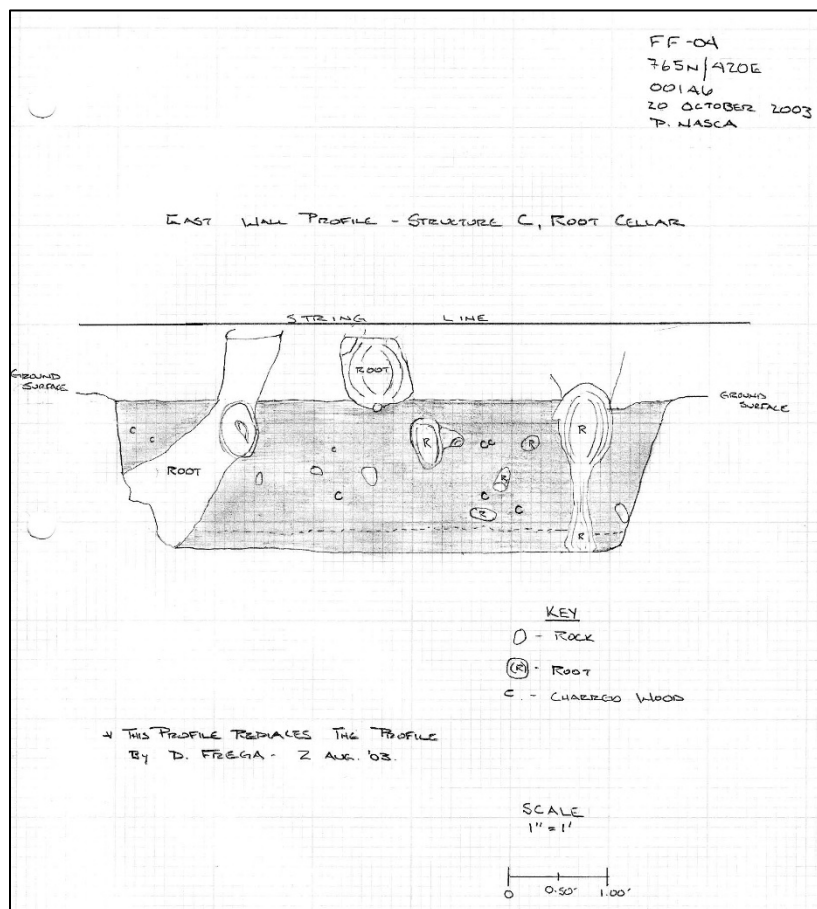 FF-04
765N/420E
001A6
20 OCTOBER 2003
P. NASCA
EAST WALL PROFILE - STRUCTURE C, ROOT CELLAR
STRING LINE
GROUND
SURFACE
ROOT
GROUND
SURFACE
C
C
R
C
CC
R
R
ROOT
C
R
C
C
R
R
KEY
- ROCK
(R) - ROOT
C. - CHARRED WOOD
* THIS PROFILE REPLACES THE PROFILE
BY D. FREGA - 2 AUG. '03.
SCALE
1" = 1'
0 0.50' 1.00'